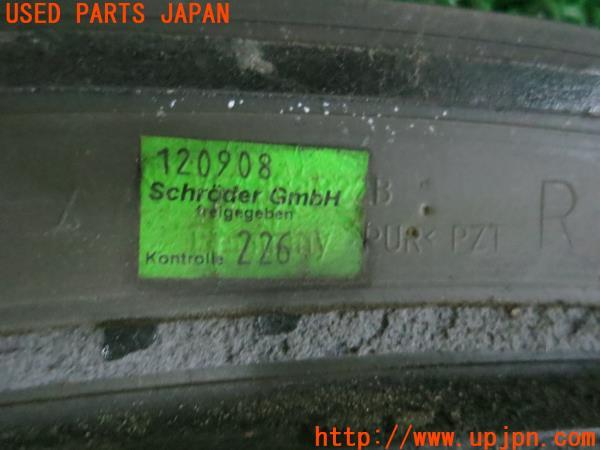 USED PARTS JAPAN
120908
Schröder GmbH
freigegeben
Kontrolle 226
PUR< PZT R
http://www.upjpn.com/